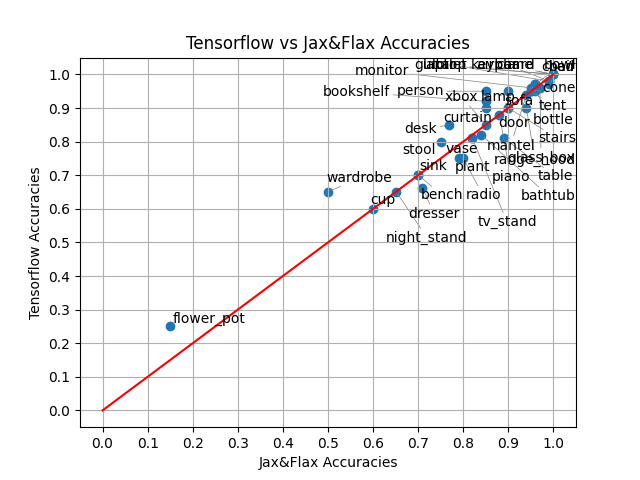 Tensorflow vs Jax&Flax Accuracies
monitor
keyboard
bowl
bookshelf
person
xbox
lamp
sofa
cone
tent
desk
curtain
door
bottle
stairs
stool
vase
mantel
glass_box
range_hood
sink
plant
piano
table
wardrobe
cup
bench
radio
bathtub
dresser
tv_stand
night_stand
flower_pot
Tensorflow Accuracies
1.0
0.9
0.8
0.7
0.6
0.5
0.4
0.3
0.2
0.1
0.0
0.0 0.1 0.2 0.3 0.4 0.5 0.6 0.7 0.8 0.9 1.0
Jax&Flax Accuracies